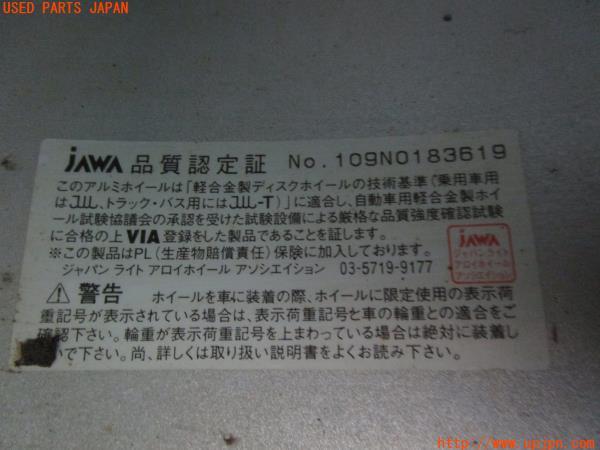 USED PARTS JAPAN
JAWA 品質認定証 No.109N0183619
このアルミホイールは「軽合金製ディスクホイールの技術基準（乗用車用
はJWL,トラック・バス用にはJWL-T）」に適合し、自動車用軽合金製ホイ
ール試験協議会の承認を受けた試験設備による厳格な品質強度確認試験
に合格の上VIA登録をした製品であることを証します。
※この製品はPL（生産物賠償責任）保険に加入しております。
ジャパン ライト アロイホイール アソシエイション 03-5719-9177
JAWA
ジャパン ライト
アロイホイール
アソシエイション
警告 ホイールを車に装着の際、ホイールに限定使用の表示荷
重記号が表示されている場合は、表示荷重記号と車の輪重との適合をご
確認下さい。輪重が表示荷重記号を上まわっている場合は絶対に装着し
いで下さい。尚、詳しくは取り扱い説明書をよくお読み下さい。
http://www.upjpn.com/